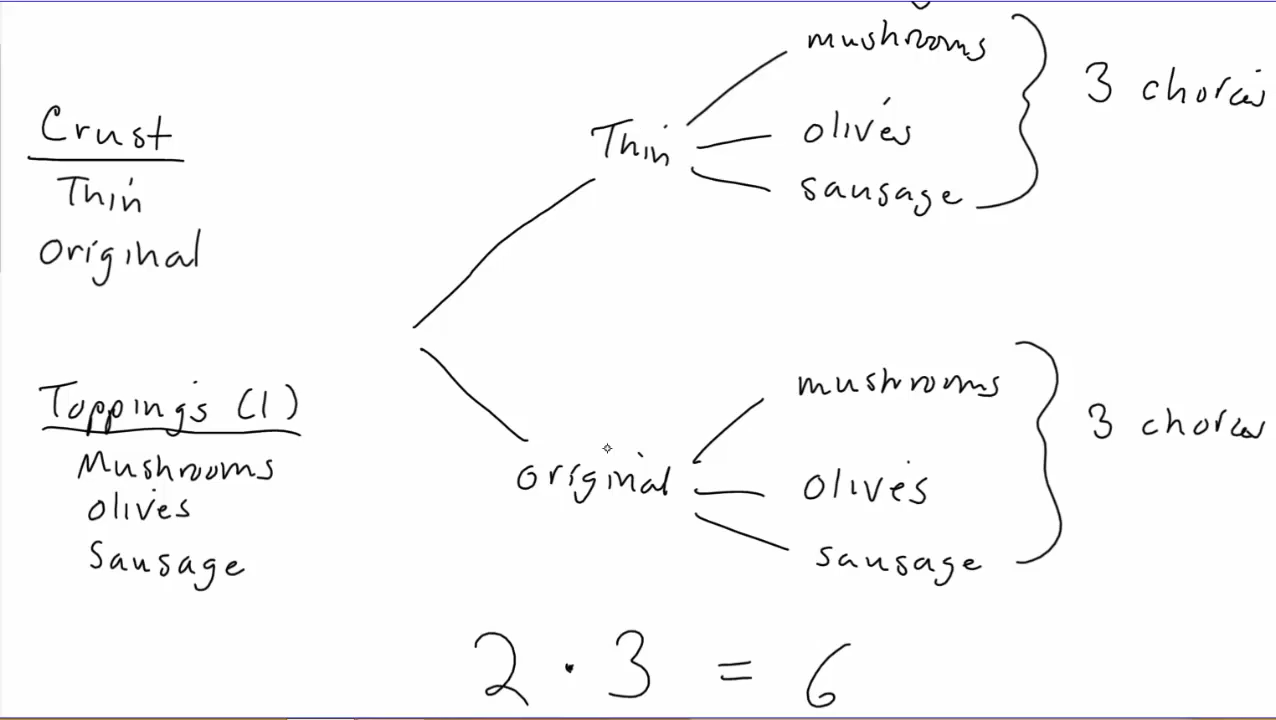 Crust
Thin
Original
Toppings (1)
Mushrooms
Olives
Sausage
Thin
mushrooms
olives
sausage
3 choices
original
mushrooms
olives
sausage
3 choices
2 · 3 = 6